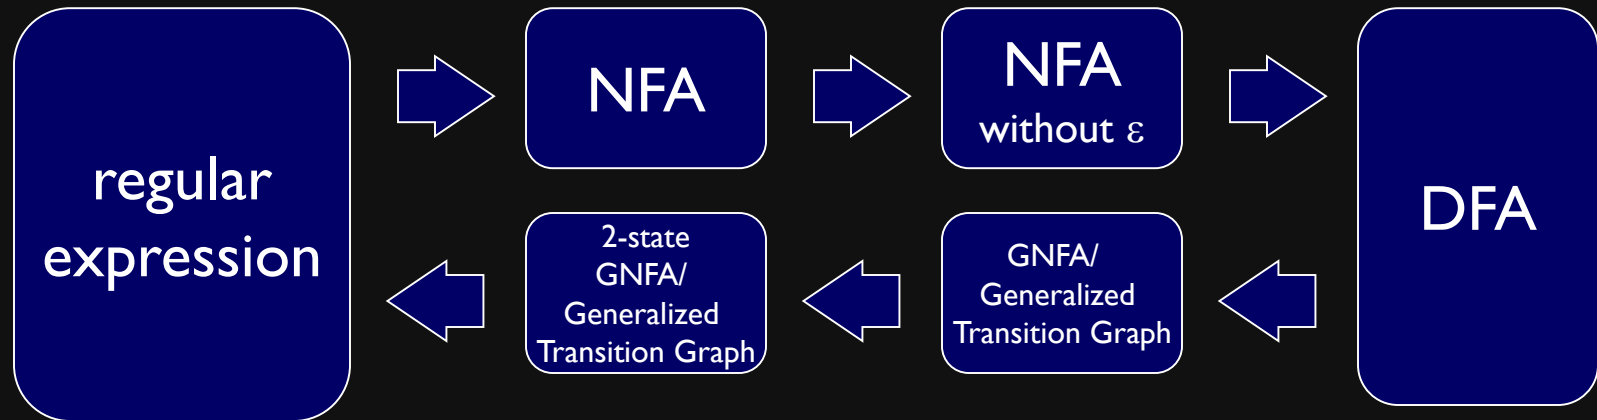 regular
expression
NFA
NFA
without ε
DFA
2-state
GNFA/
Generalized
Transition Graph
GNFA/
Generalized
Transition Graph